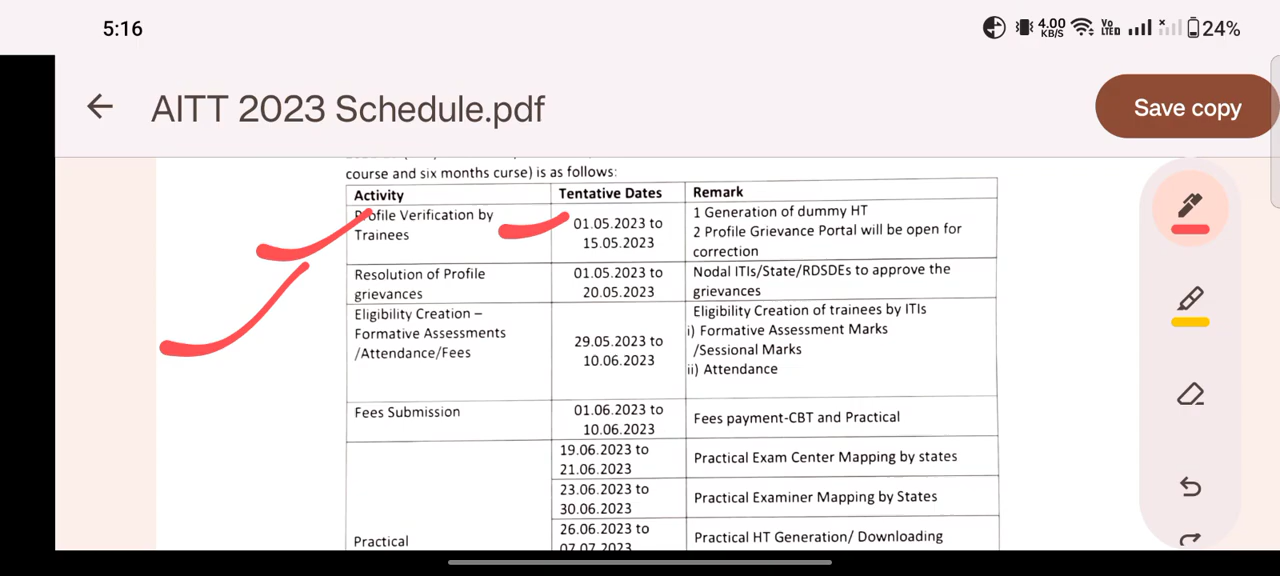 5:16
4.00 KB/S
Vo LTED
24%
AITT 2023 Schedule.pdf
Save copy
course and six months curse) is as follows:
Activity Tentative Dates Remark
Profile Verification by Trainees
01.05.2023 to
15.05.2023
1 Generation of dummy HT
2 Profile Grievance Portal will be open for
correction
Resolution of Profile
grievances
01.05.2023 to
20.05.2023
Nodal ITIs/State/RDSDEs to approve the
grievances
Eligibility Creation –
Formative Assessments
/Attendance/Fees
29.05.2023 to
10.06.2023
Eligibility Creation of trainees by ITIs
i) Formative Assessment Marks
/Sessional Marks
ii) Attendance
Fees Submission
01.06.2023 to
10.06.2023
Fees payment-CBT and Practical
Practical
19.06.2023 to
21.06.2023
Practical Exam Center Mapping by states
23.06.2023 to
30.06.2023
Practical Examiner Mapping by States
26.06.2023 to
07.07.2023
Practical HT Generation/ Downloading